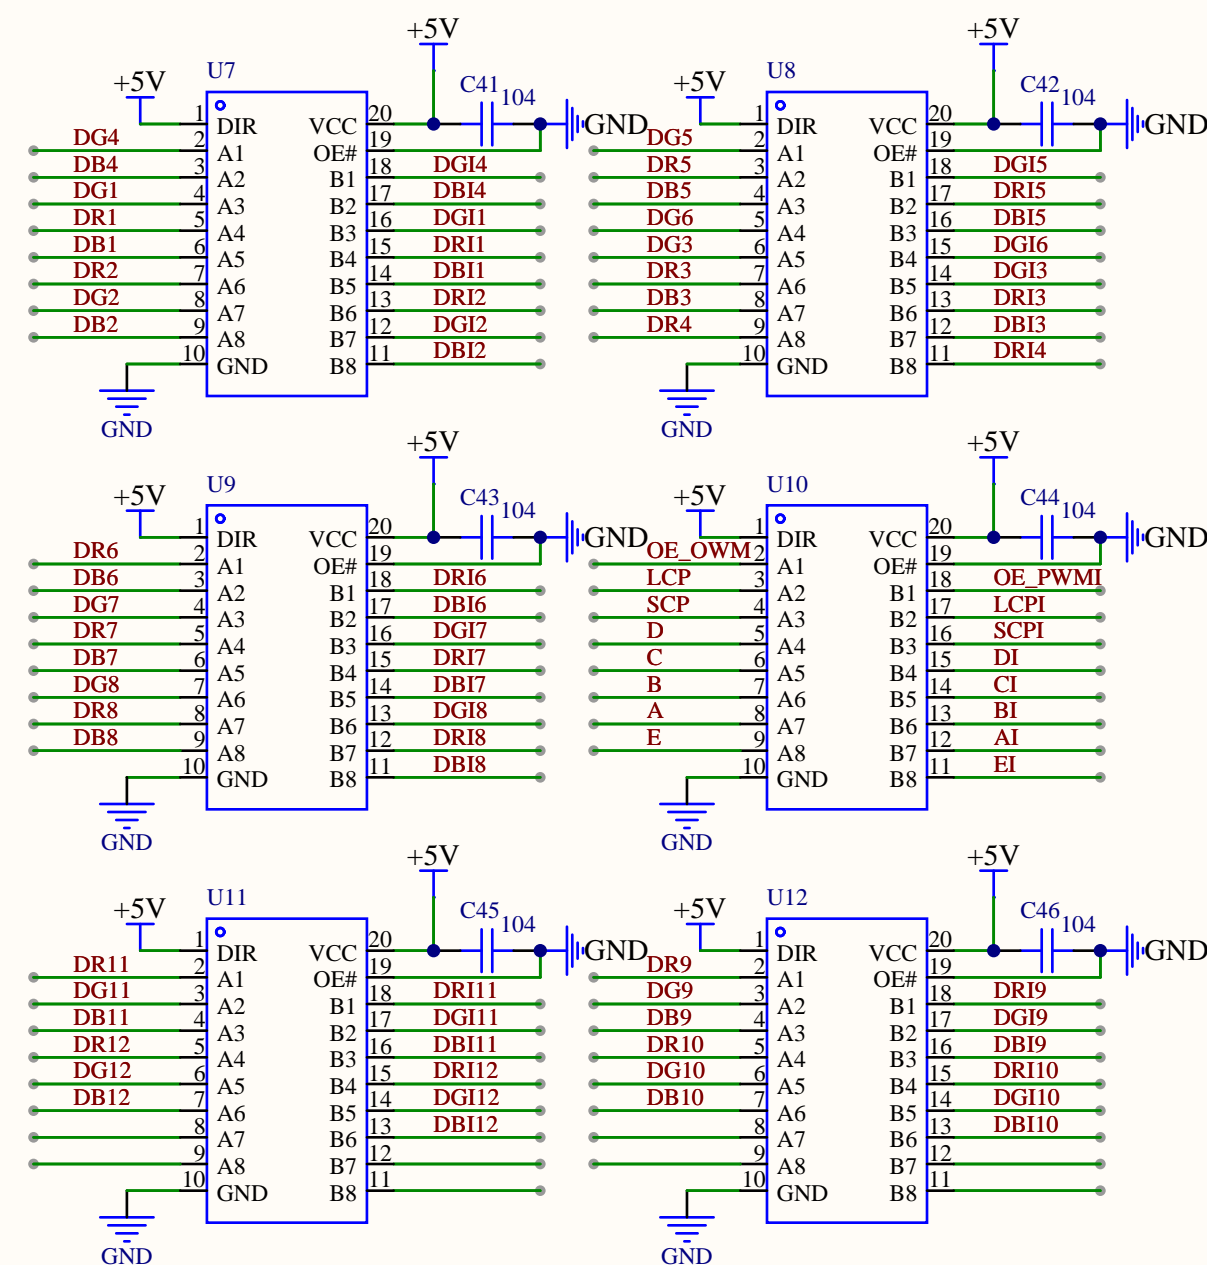 +5V
+5V
U7
C41
104
GND
1 DIR VCC 20
DG4 2 A1 OE# 19
DB4 3 A2 B1 18 DGI4
DG1 4 A3 B2 17 DBI4
DR1 5 A4 B3 16 DGI1
DB1 6 A5 B4 15 DRI1
DR2 7 A6 B5 14 DBI1
DG2 8 A7 B6 13 DRI2
DB2 9 A8 B7 12 DGI2
10 GND B8 11 DBI2
GND
+5V
+5V
U8
C42
104
GND
1 DIR VCC 20
DG5 2 A1 OE# 19
DR5 3 A2 B1 18 DGI5
DB5 4 A3 B2 17 DRI5
DG6 5 A4 B3 16 DBI5
DG3 6 A5 B4 15 DGI6
DR3 7 A6 B5 14 DGI3
DB3 8 A7 B6 13 DRI3
DR4 9 A8 B7 12 DBI3
10 GND B8 11 DRI4
GND
+5V
+5V
U9
C43
104
GND
1 DIR VCC 20
DR6 2 A1 OE# 19
DB6 3 A2 B1 18 DRI6
DG7 4 A3 B2 17 DBI6
DR7 5 A4 B3 16 DGI7
DB7 6 A5 B4 15 DRI7
DG8 7 A6 B5 14 DBI7
DR8 8 A7 B6 13 DGI8
DB8 9 A8 B7 12 DRI8
10 GND B8 11 DBI8
GND
+5V
+5V
U10
C44
104
GND
1 DIR VCC 20
OE_OWM 2 A1 OE# 19
LCP 3 A2 B1 18 OE_PWMI
SCP 4 A3 B2 17 LCPI
D 5 A4 B3 16 SCPI
C 6 A5 B4 15 DI
B 7 A6 B5 14 CI
A 8 A7 B6 13 BI
E 9 A8 B7 12 AI
10 GND B8 11 EI
GND
+5V
+5V
U11
C45
104
GND
1 DIR VCC 20
DR11 2 A1 OE# 19
DG11 3 A2 B1 18 DRI11
DB11 4 A3 B2 17 DGI11
DR12 5 A4 B3 16 DBI11
DG12 6 A5 B4 15 DRI12
DB12 7 A6 B5 14 DGI12
8 A7 B6 13 DBI12
9 A8 B7 12
10 GND B8 11
GND
+5V
+5V
U12
C46
104
GND
1 DIR VCC 20
DR9 2 A1 OE# 19
DG9 3 A2 B1 18 DRI9
DB9 4 A3 B2 17 DGI9
DR10 5 A4 B3 16 DBI9
DG10 6 A5 B4 15 DRI10
DB10 7 A6 B5 14 DGI10
8 A7 B6 13 DBI10
9 A8 B7 12
10 GND B8 11
GND